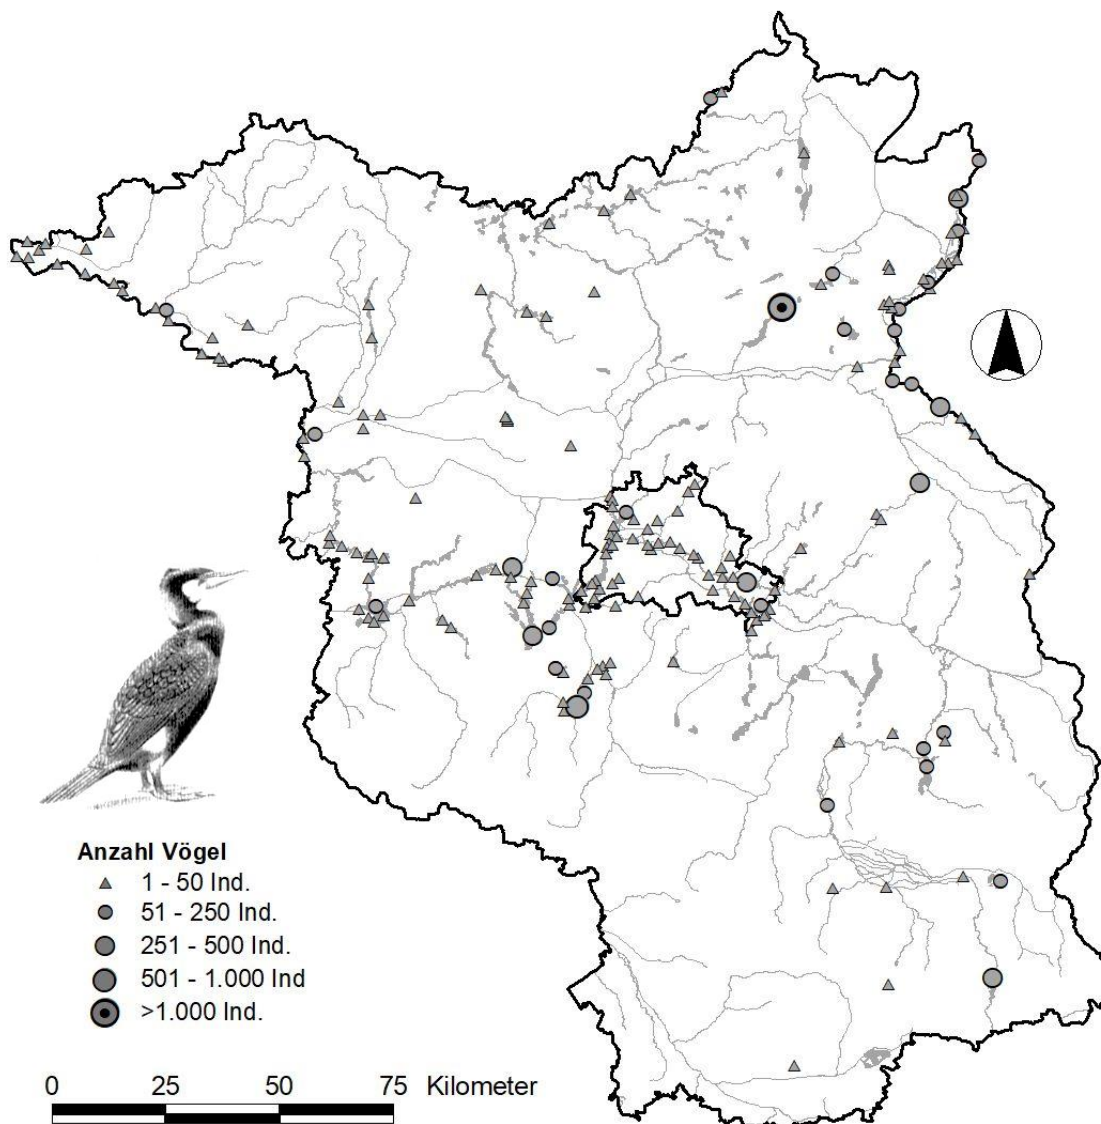 Anzahl Vögel
1 - 50 Ind.
51 - 250 Ind.
251 - 500 Ind.
501 - 1.000 Ind
>1.000 Ind.
0 25 50 75 Kilometer